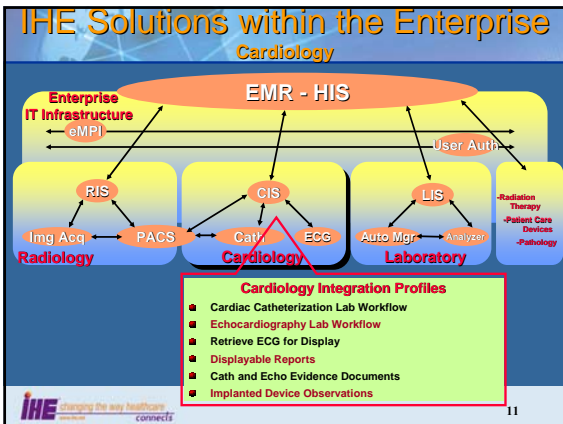 IHE Solutions within the Enterprise
Cardiology
EMR - HIS
Enterprise
IT Infrastructure
eMPI
User Auth
RIS
CIS
LIS
-Radiation
Therapy
-Patient Care
Devices
-Pathology
Img Acq
PACS
Cath
ECG
Auto Mgr
Analyzer
Radiology
Cardiology
Laboratory
Cardiology Integration Profiles
Cardiac Catheterization Lab Workflow
Echocardiography Lab Workflow
Retrieve ECG for Display
Displayable Reports
Cath and Echo Evidence Documents
Implanted Device Observations
IHE changing the way healthcare
www.ihe.net connects
11